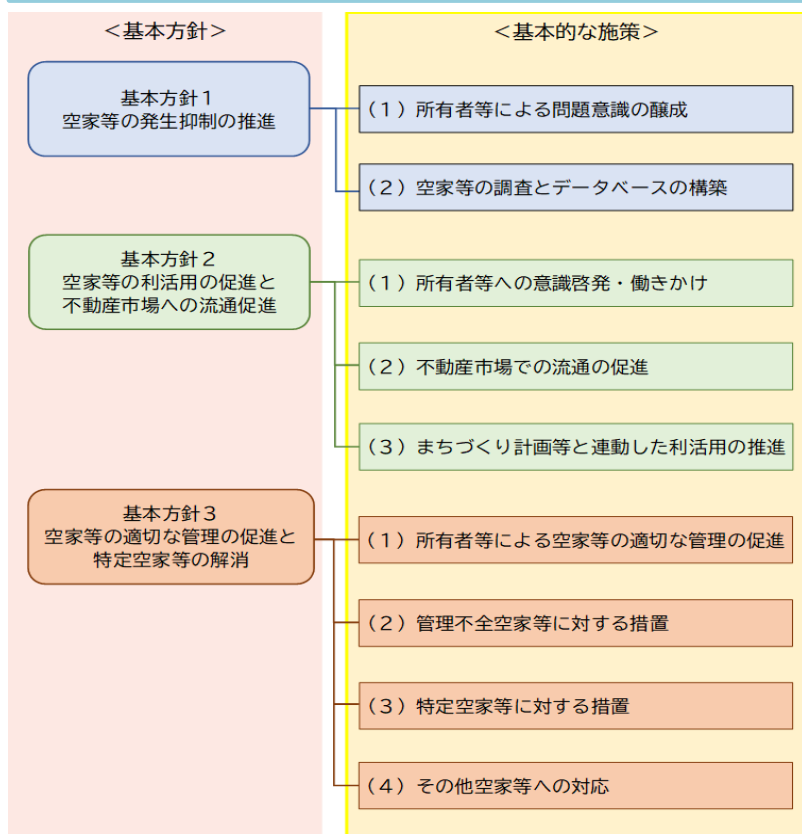 <基本方針>
<基本的な施策>
基本方針1
空家等の発生抑制の推進
(1)所有者等による問題意識の醸成
(2)空家等の調査とデータベースの構築
基本方針2
空家等の利活用の促進と
不動産市場への流通促進
(1)所有者等への意識啓発・働きかけ
(2)不動産市場での流通の促進
(3)まちづくり計画等と連動した利活用の推進
基本方針3
空家等の適切な管理の促進と
特定空家等の解消
(1)所有者等による空家等の適切な管理の促進
(2)管理不全空家等に対する措置
(3)特定空家等に対する措置
(4)その他空家等への対応